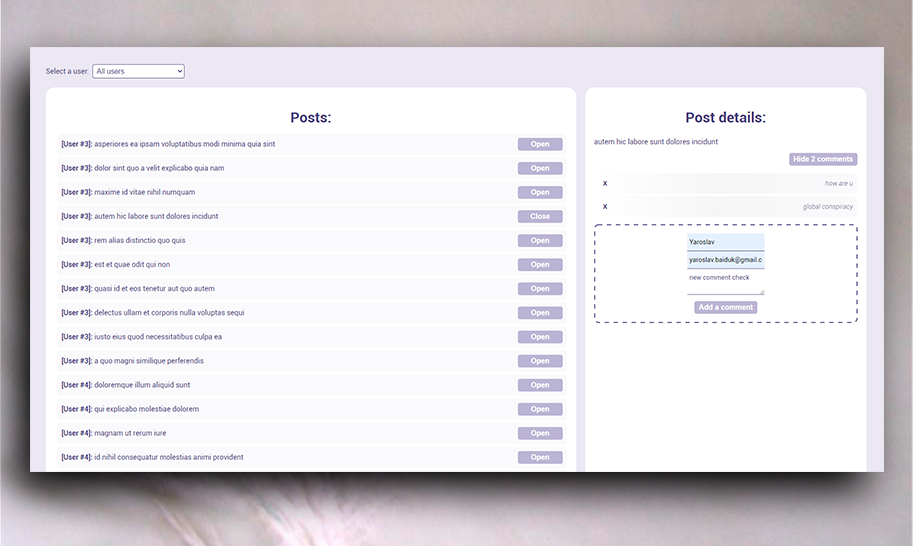 Select a user: All users
Posts:
[User #3]: asperiores ea ipsam voluptatibus modi minima quia sint Open
[User #3]: dolor sint quo a velit explicabo quia nam Open
[User #3]: maxime id vitae nihil numquam Open
[User #3]: autem hic labore sunt dolores incidunt Close
[User #3]: rem alias distinctio quo quis Open
[User #3]: est et quae odit qui non Open
[User #3]: quasi id et eos tenetur aut quo autem Open
[User #3]: delectus ullam et corporis nulla voluptas sequi Open
[User #3]: iusto eius quod necessitatibus culpa ea Open
[User #3]: a quo magni similique perferendis Open
[User #4]: doloremque illum aliquid sunt Open
[User #4]: qui explicabo molestiae dolorem Open
[User #4]: magnam ut rerum iure Open
[User #4]: id nihil consequatur molestias animi provident Open
Post details:
autem hic labore sunt dolores incidunt
Hide 2 comments
X how are u
X global conspiracy
Yaroslav
yaroslav.baiduk@gmail.c
new comment check
Add a comment